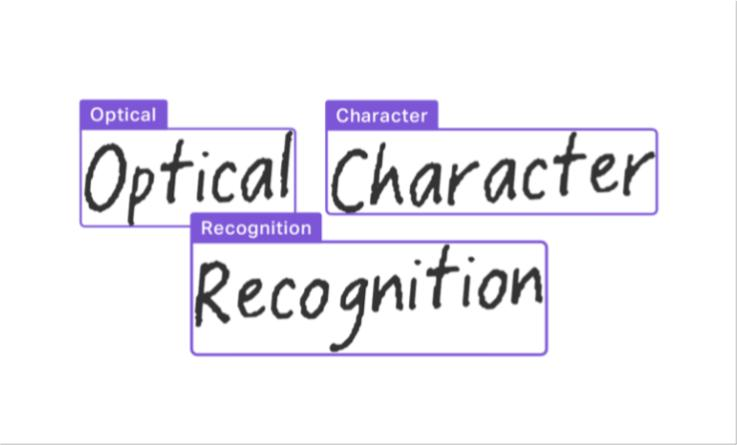 Optical Character
Optical Character
Recognition
Recognition